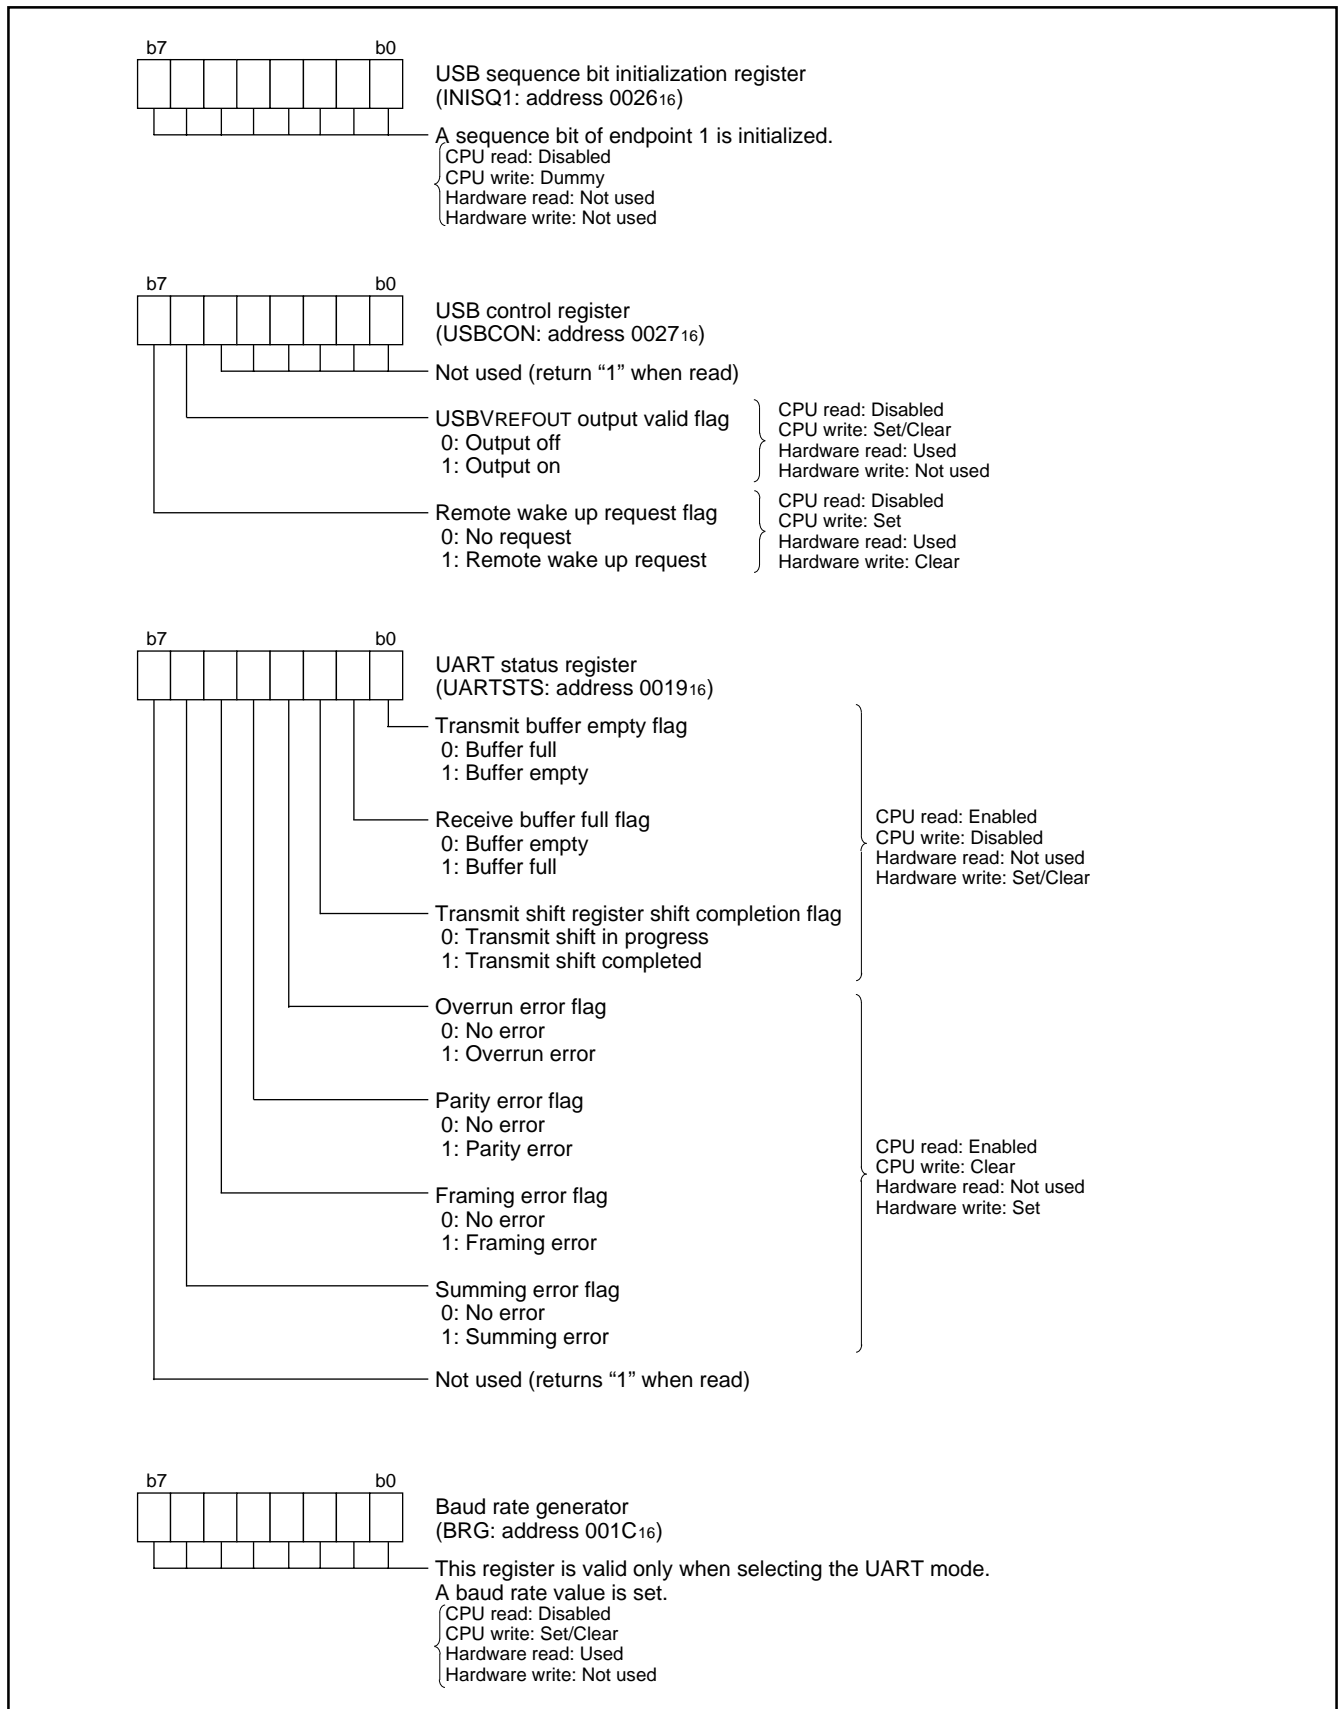 b7 b0
USB sequence bit initialization register
(INISQ1: address 002616)
A sequence bit of endpoint 1 is initialized.
CPU read: Disabled
CPU write: Dummy
Hardware read: Not used
Hardware write: Not used
b7 b0
USB control register
(USBCON: address 002716)
Not used (return “1” when read)
USBVREFOUT output valid flag
0: Output off
1: Output on
CPU read: Disabled
CPU write: Set/Clear
Hardware read: Used
Hardware write: Not used
Remote wake up request flag
0: No request
1: Remote wake up request
CPU read: Disabled
CPU write: Set
Hardware read: Used
Hardware write: Clear
b7 b0
UART status register
(UARTSTS: address 001916)
Transmit buffer empty flag
0: Buffer full
1: Buffer empty
Receive buffer full flag
0: Buffer empty
1: Buffer full
Transmit shift register shift completion flag
0: Transmit shift in progress
1: Transmit shift completed
CPU read: Enabled
CPU write: Disabled
Hardware read: Not used
Hardware write: Set/Clear
Overrun error flag
0: No error
1: Overrun error
Parity error flag
0: No error
1: Parity error
Framing error flag
0: No error
1: Framing error
Summing error flag
0: No error
1: Summing error
CPU read: Enabled
CPU write: Clear
Hardware read: Not used
Hardware write: Set
Not used (returns “1” when read)
b7 b0
Baud rate generator
(BRG: address 001C16)
This register is valid only when selecting the UART mode.
A baud rate value is set.
CPU read: Disabled
CPU write: Set/Clear
Hardware read: Used
Hardware write: Not used